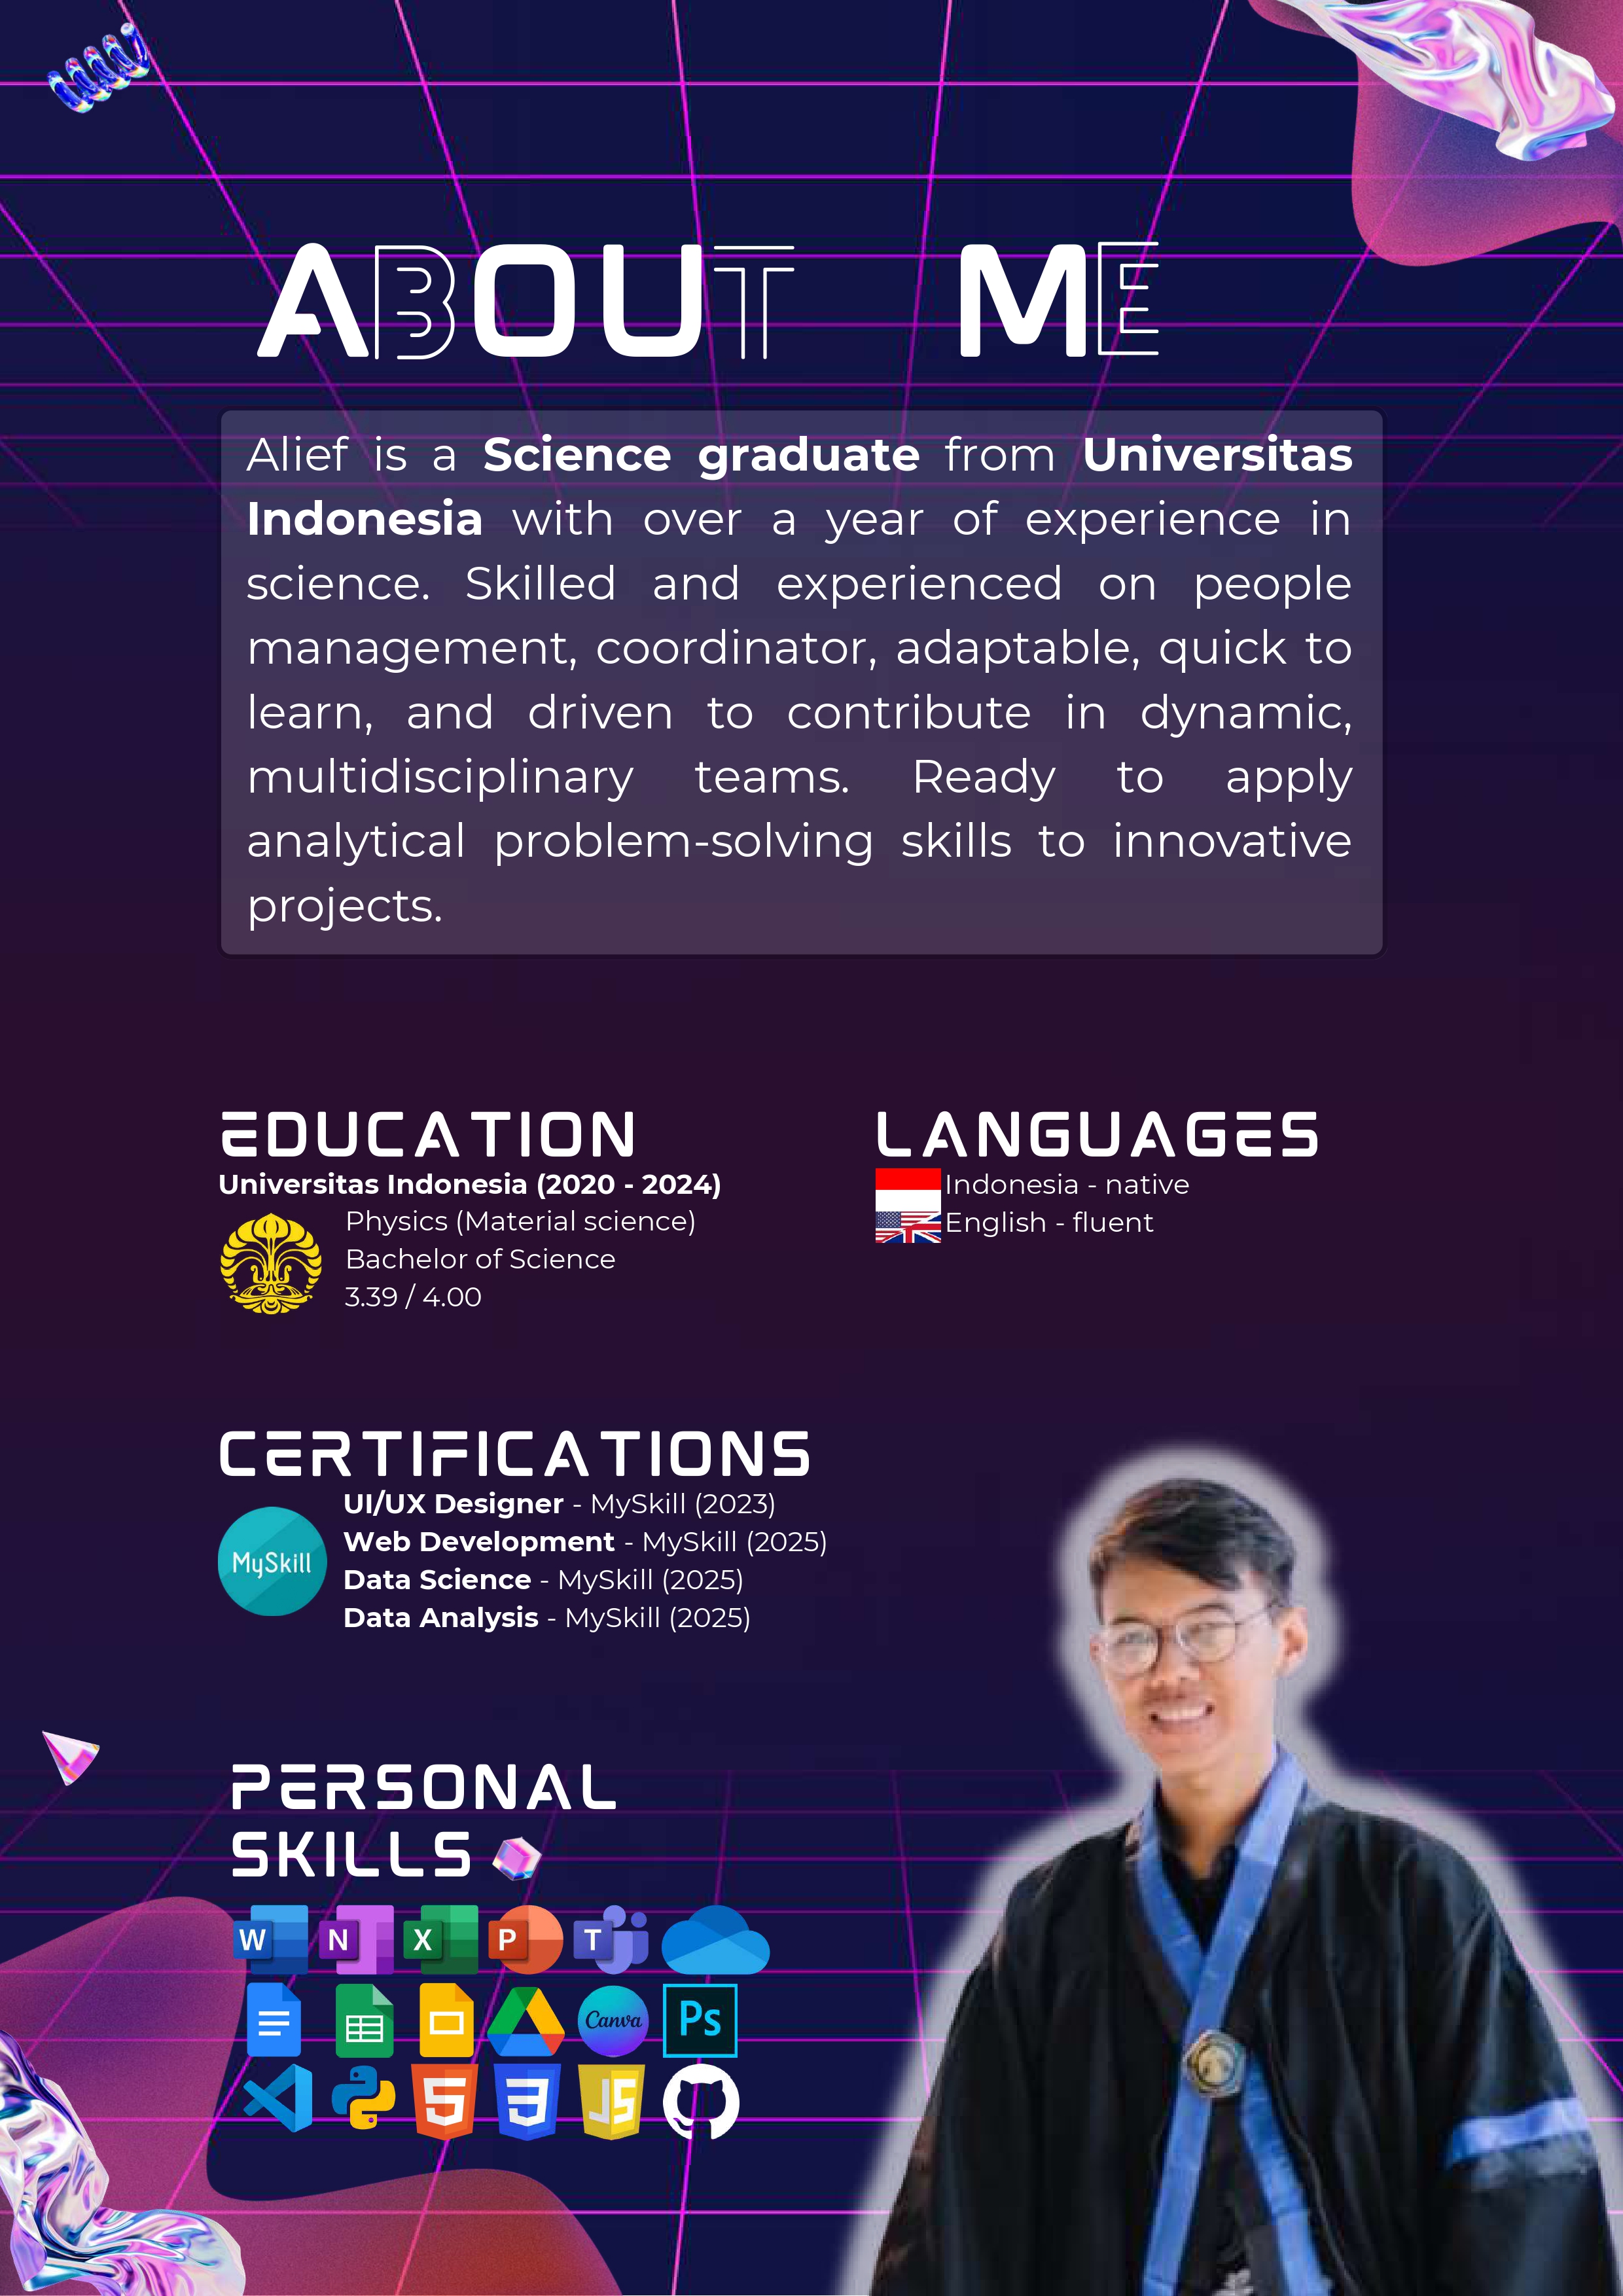 ABOUT ME
Alief is a Science graduate from Universitas
Indonesia with over a year of experience in
science. Skilled and experienced on people
management, coordinator, adaptable, quick to
learn, and driven to contribute in dynamic,
multidisciplinary teams. Ready to apply
analytical problem-solving skills to innovative
projects.
EDUCATION
Universitas Indonesia (2020 - 2024)
Physics (Material science)
Bachelor of Science
3.39 / 4.00
LANGUAGES
Indonesia - native
English - fluent
CERTIFICATIONS
MySkill
UI/UX Designer - MySkill (2023)
Web Development - MySkill (2025)
Data Science - MySkill (2025)
Data Analysis - MySkill (2025)
PERSONAL
SKILLS
W N X P T
Canva Ps
5 3 JS